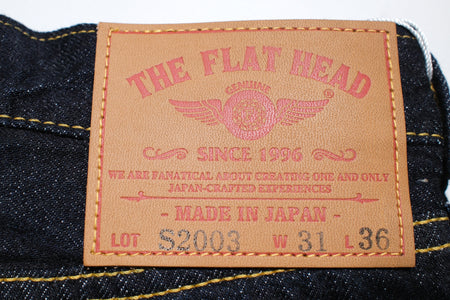 THE FLAT HEAD
GENUINE
®
SINCE 1996
WE ARE FANATICAL ABOUT CREATING ONE AND ONLY
JAPAN-CRAFTED EXPERIENCES
- MADE IN JAPAN -
LOT S2003 W 31 L 36